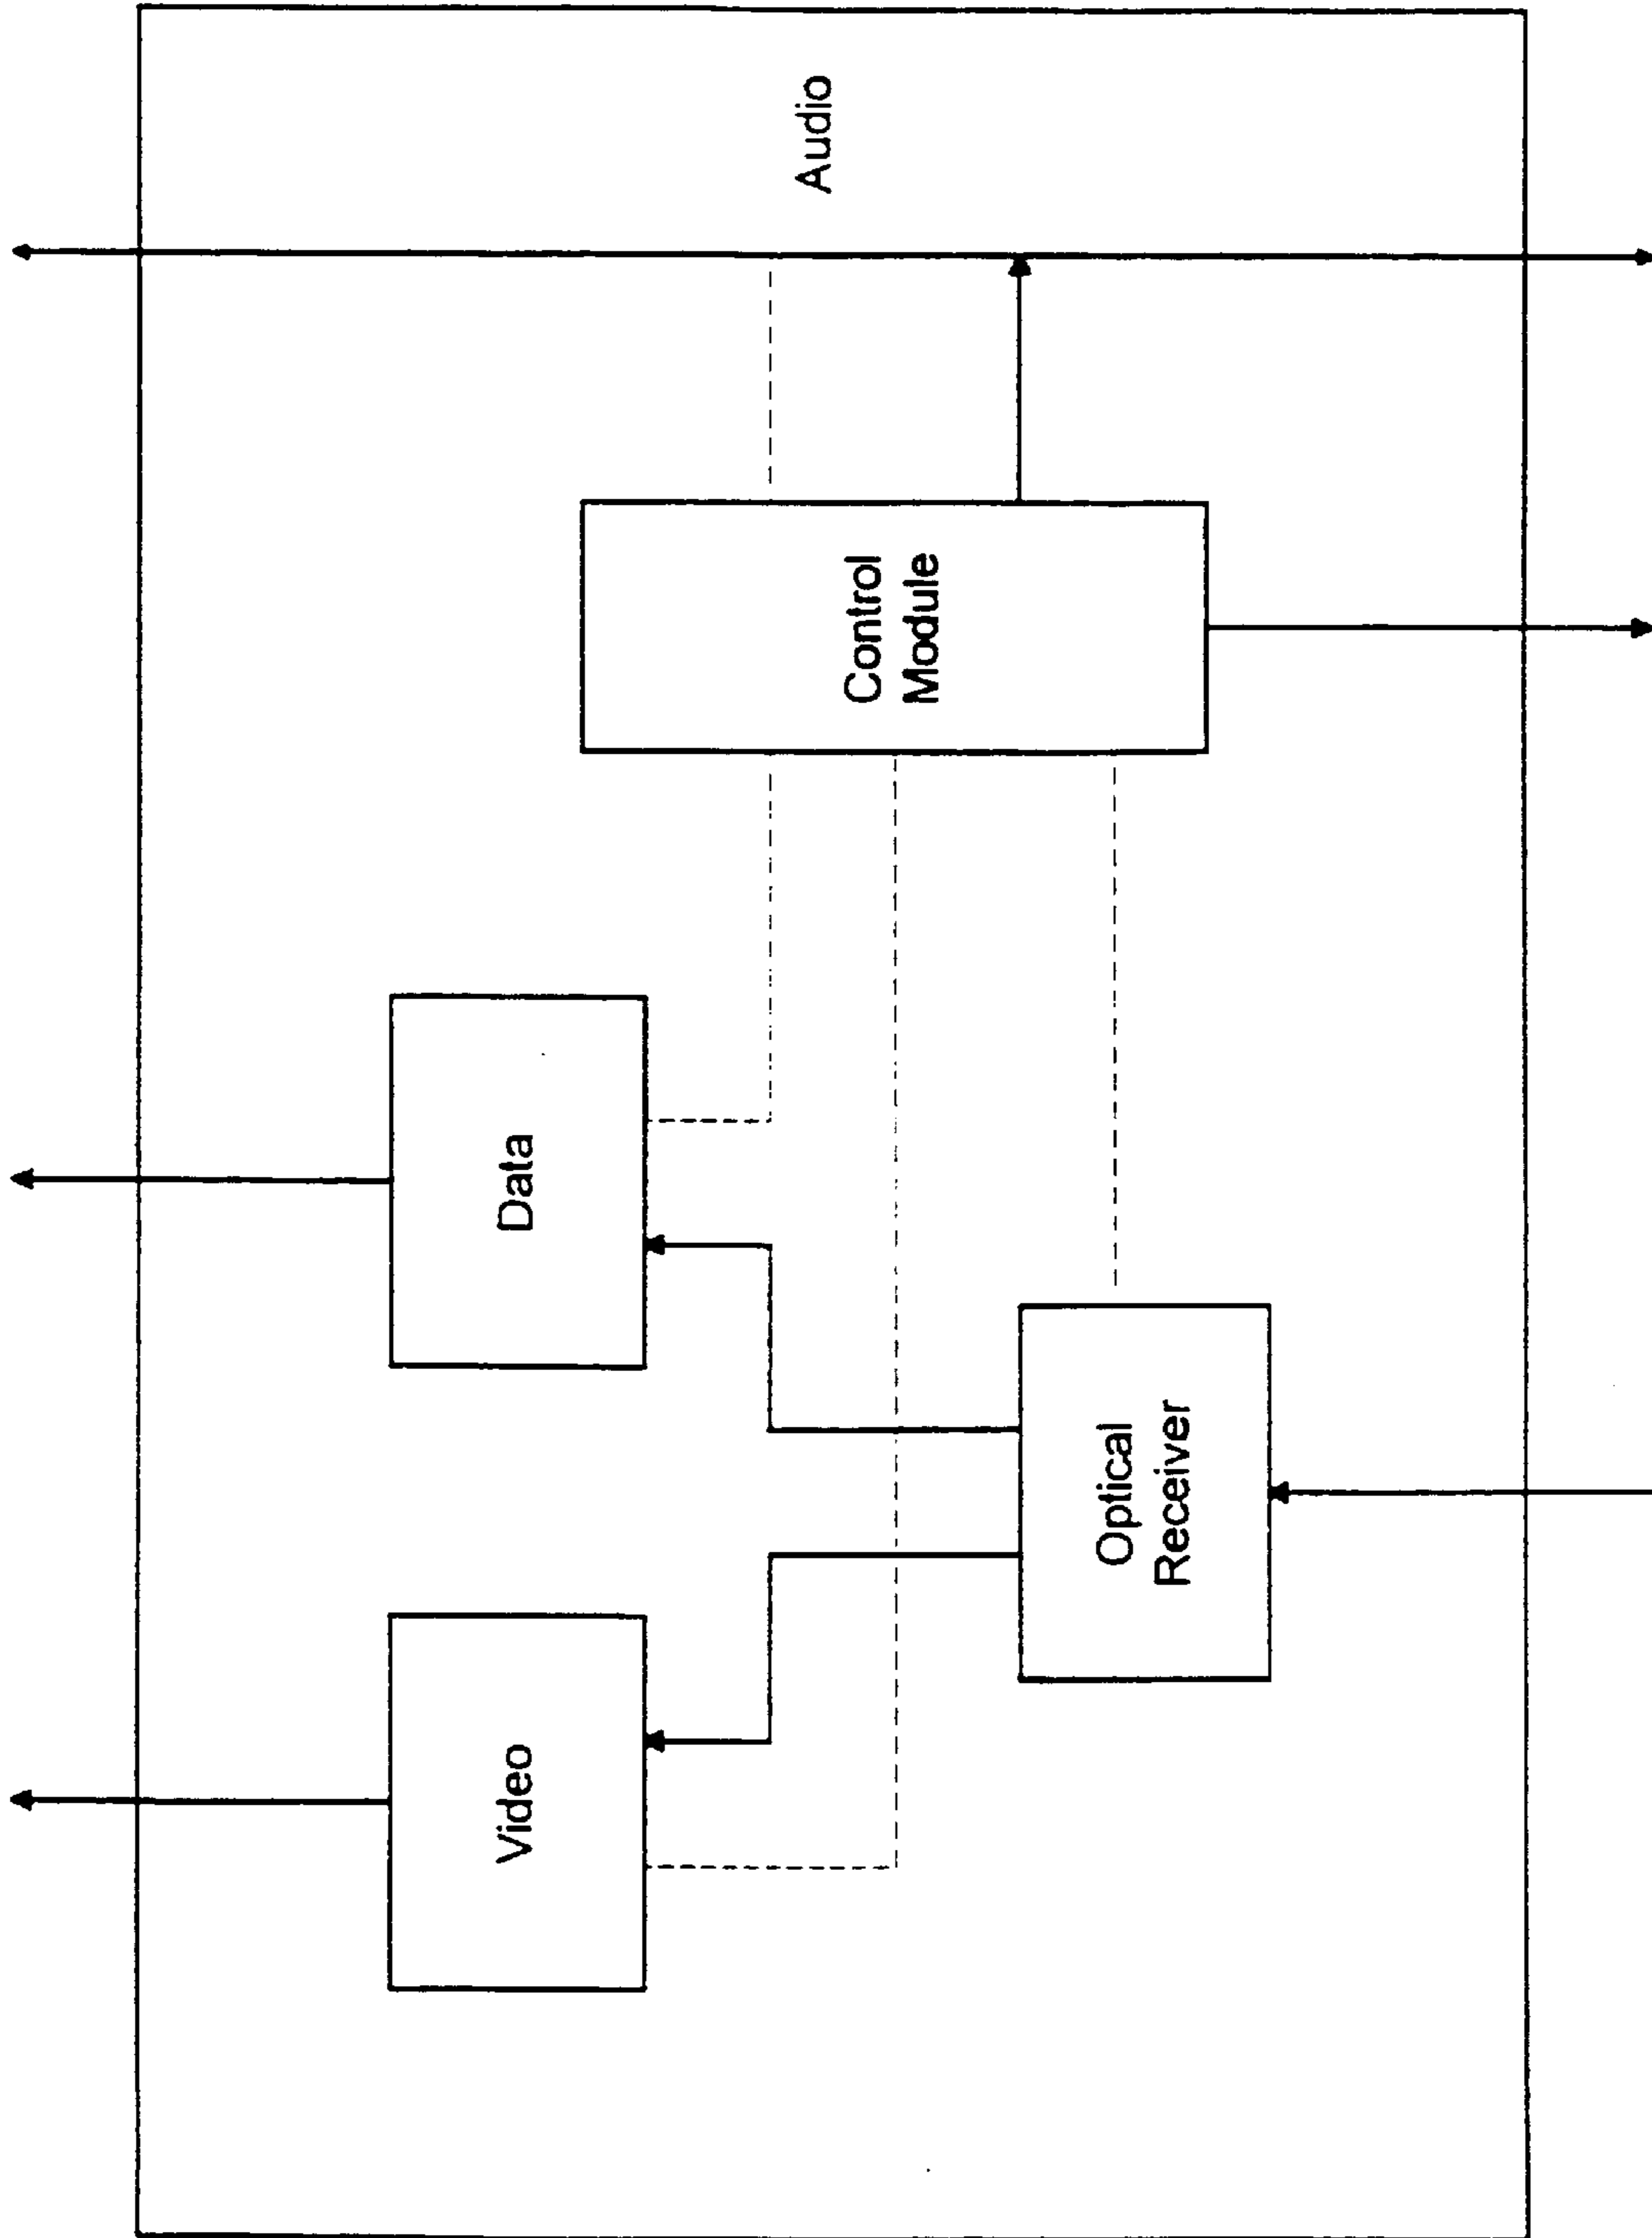 Audio
Control
Module
Data
Optical
Receiver
Video